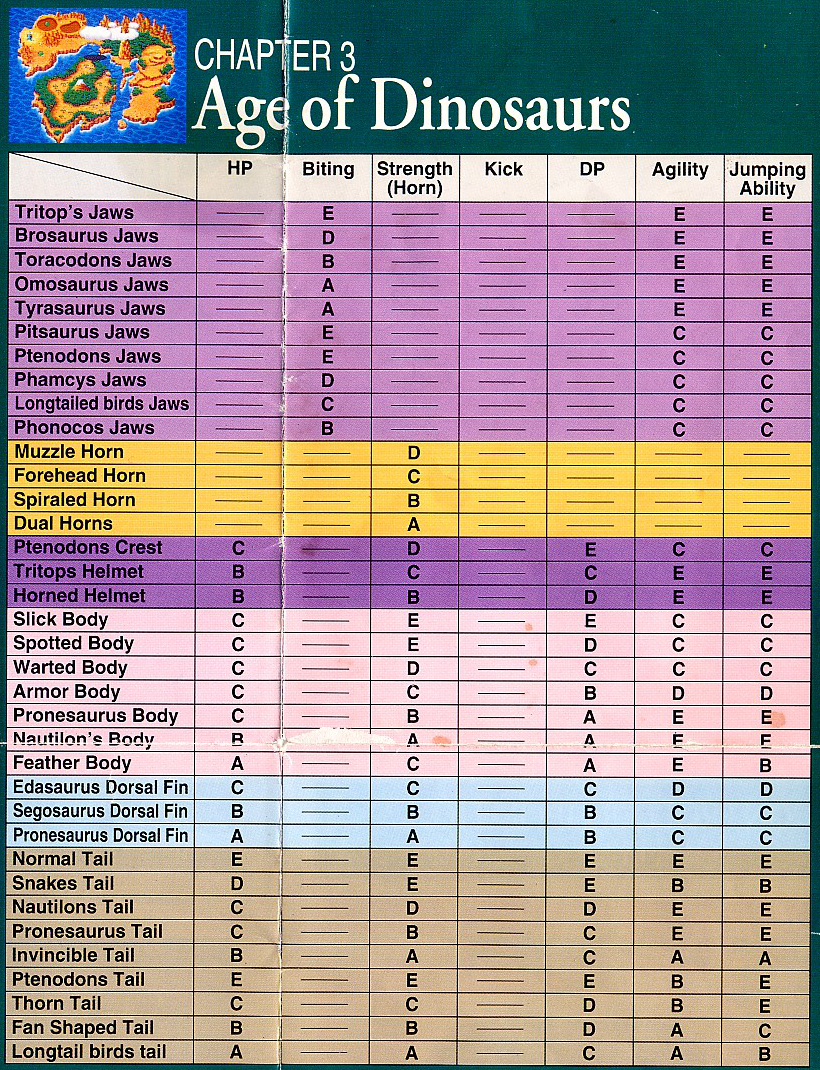 CHAPTER 3
Age of Dinosaurs
HP Biting Strength (Horn) Kick DP Agility Jumping Ability
Tritop's Jaws —— E —— —— —— E E
Brosaurus Jaws —— D —— —— —— E E
Toracodons Jaws —— B —— —— —— E E
Omosaurus Jaws —— A —— —— —— E E
Tyrasaurus Jaws —— A —— —— —— E E
Pitsaurus Jaws —— E —— —— —— C C
Ptenodons Jaws —— E —— —— —— C C
Phamcys Jaws —— D —— —— —— C C
Longtailed birds Jaws —— C —— —— —— C C
Phonocos Jaws —— B —— —— —— C C
Muzzle Horn —— —— D —— —— —— ——
Forehead Horn —— —— C —— —— —— ——
Spiraled Horn —— —— B —— —— —— ——
Dual Horns —— —— A —— —— —— ——
Ptenodons Crest C —— D —— E C C
Tritops Helmet B —— C —— C E E
Horned Helmet B —— B —— D E E
Slick Body C —— E —— E C C
Spotted Body C —— E —— D C C
Warted Body C —— D —— C C C
Armor Body C —— C —— B D D
Pronesaurus Body C —— B —— A E E
Nautilon's Body B —— A —— A E E
Feather Body A —— C —— A E B
Edasaurus Dorsal Fin C —— C —— C D D
Segosaurus Dorsal Fin B —— B —— B C C
Pronesaurus Dorsal Fin A —— A —— B C C
Normal Tail E —— E —— E E E
Snakes Tail D —— E —— E B B
Nautilons Tail C —— D —— D E E
Pronesaurus Tail C —— B —— C E E
Invincible Tail B —— A —— C A A
Ptenodons Tail E —— E —— E B E
Thorn Tail C —— C —— D B E
Fan Shaped Tail B —— B —— D A C
Longtail birds tail A —— A —— C A B